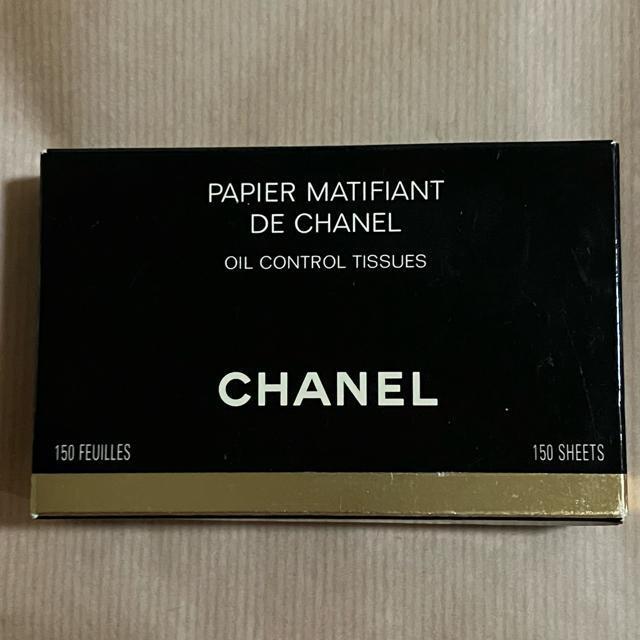 PAPIER MATIFIANT
DE CHANEL
OIL CONTROL TISSUES
CHANEL
150 FEUILLES
150 SHEETS